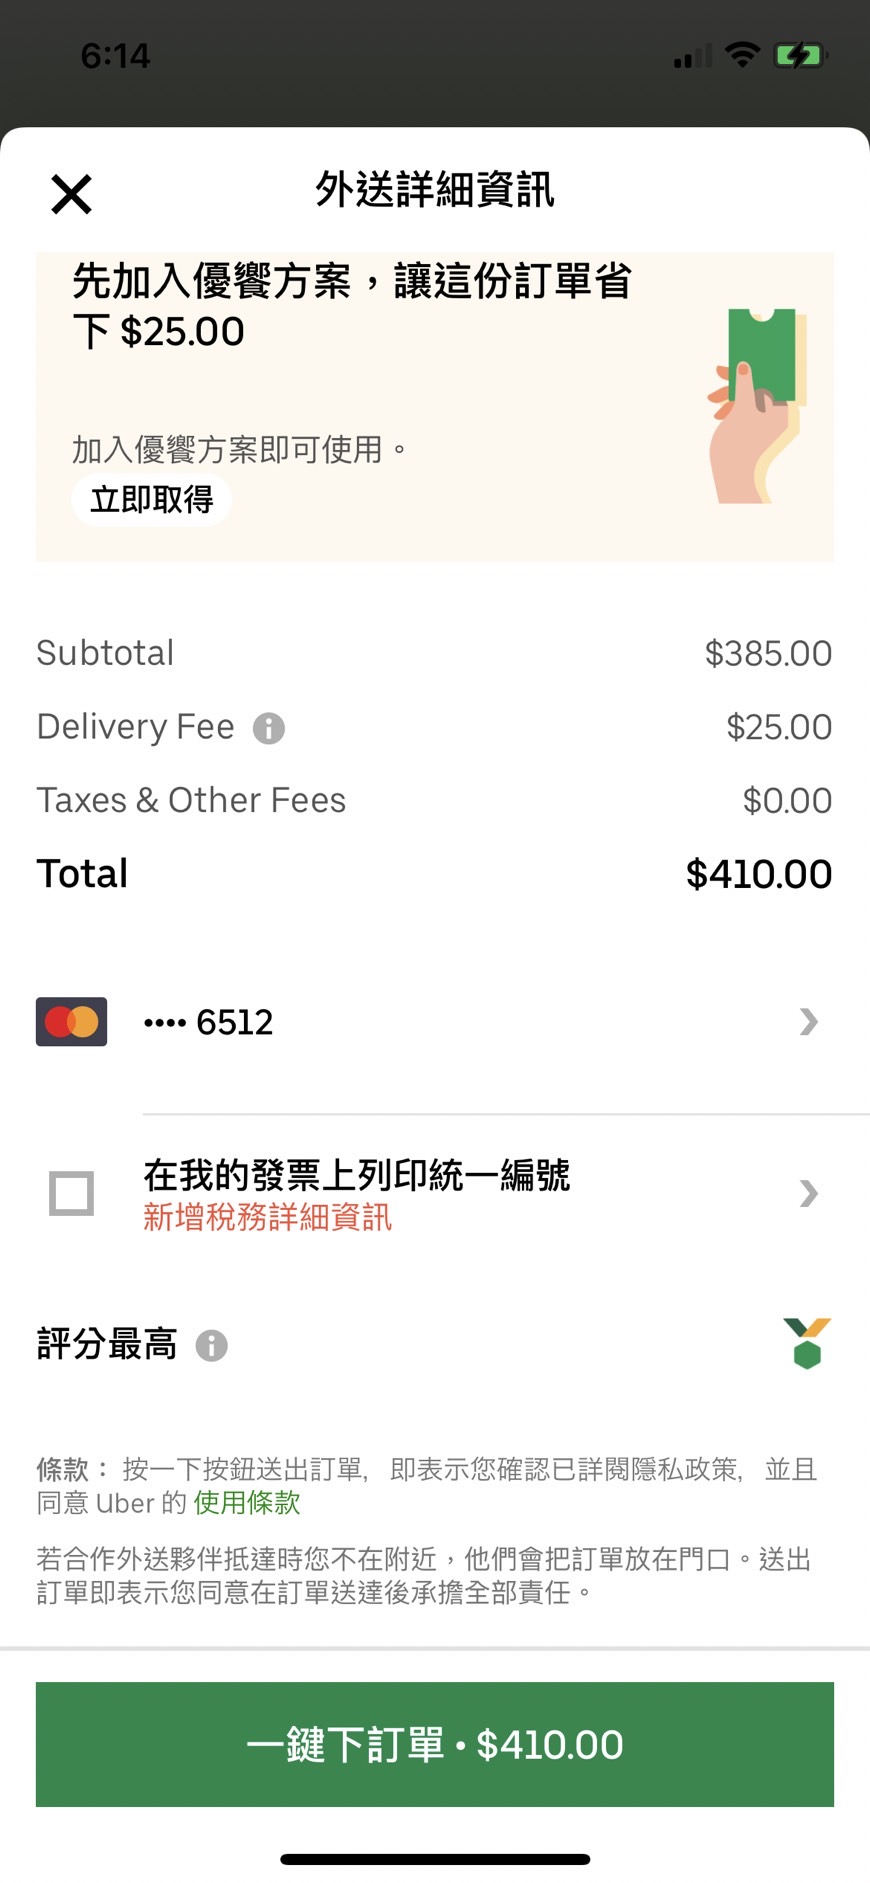 6:14
外送詳細資訊
先加入優饗方案，讓這份訂單省
下 $25.00
加入優饗方案即可使用。
立即取得
Subtotal $385.00
Delivery Fee $25.00
Taxes & Other Fees $0.00
Total $410.00
•••• 6512
在我的發票上列印統一編號
新增稅務詳細資訊
評分最高
條款： 按一下按鈕送出訂單，即表示您確認已詳閱隱私政策，並且
同意 Uber 的 使用條款
若合作外送夥伴抵達時您不在附近，他們會把訂單放在門口。送出
訂單即表示您同意在訂單送達後承擔全部責任。
一鍵下訂單 • $410.00